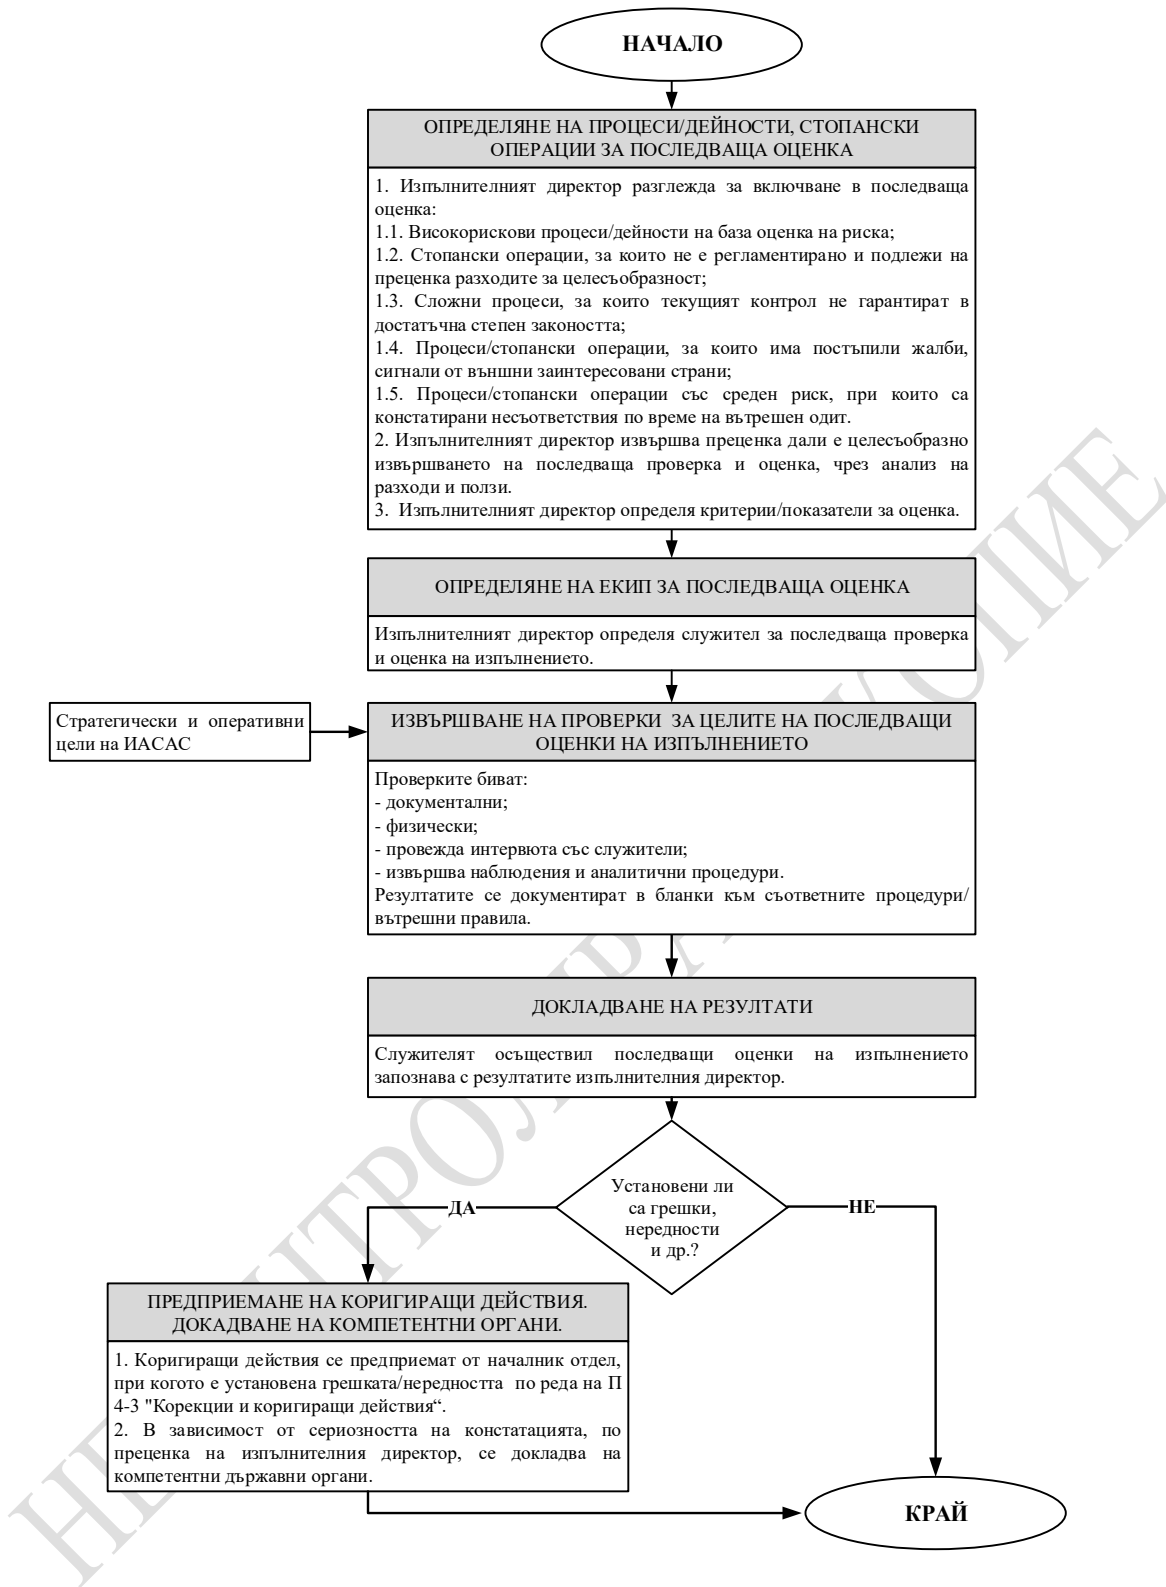 НАЧАЛО
ОПРЕДЕЛЯНЕ НА ПРОЦЕСИ/ДЕЙНОСТИ, СТОПАНСКИ
ОПЕРАЦИИ ЗА ПОСЛЕДВАЩА ОЦЕНКА
1. Изпълнителният директор разглежда за включване в последваща
оценка:
1.1. Високорискови процеси/дейности на база оценка на риска;
1.2. Стопански операции, за които не е регламентирано и подлежи на
преценка разходите за целесъобразност;
1.3. Сложни процеси, за които текущият контрол не гарантират в
достатъчна степен закоността;
1.4. Процеси/стопански операции, за които има постъпили жалби,
сигнали от външни заинтересовани страни;
1.5. Процеси/стопански операции със среден риск, при които са
констатирани несъответствия по време на вътрешен одит.
2. Изпълнителният директор извършва преценка дали е целесъобразно
извършването на последваща проверка и оценка, чрез анализ на
разходи и ползи.
3. Изпълнителният директор определя критерии/показатели за оценка.
ОПРЕДЕЛЯНЕ НА ЕКИП ЗА ПОСЛЕДВАЩА ОЦЕНКА
Изпълнителният директор определя служител за последваща проверка
и оценка на изпълнението.
Стратегически и оперативни
цели на ИАСАС
ИЗВЪРШВАНЕ НА ПРОВЕРКИ ЗА ЦЕЛИТЕ НА ПОСЛЕДВАЩИ
ОЦЕНКИ НА ИЗПЪЛНЕНИЕТО
Проверките биват:
- документални;
- физически;
- провежда интервюта със служители;
- извършва наблюдения и аналитични процедури.
Резултатите се документират в бланки към съответните процедури/
вътрешни правила.
ДОКЛАДВАНЕ НА РЕЗУЛТАТИ
Служителят осъществил последващи оценки на изпълнението
запознава с резултатите изпълнителния директор.
Установени ли
са грешки,
нередности
и др.?
ДА
НЕ
ПРЕДПРИЕМАНЕ НА КОРИГИРАЩИ ДЕЙСТВИЯ.
ДОКАДВАНЕ НА КОМПЕТЕНТНИ ОРГАНИ.
1. Коригиращи действия се предприемат от началник отдел,
при когото е установена грешката/нередността по реда на П
4-3 "Корекции и коригиращи действия“.
2. В зависимост от сериозността на констатацията, по
преценка на изпълнителния директор, се докладва на
компетентни държавни органи.
КРАЙ